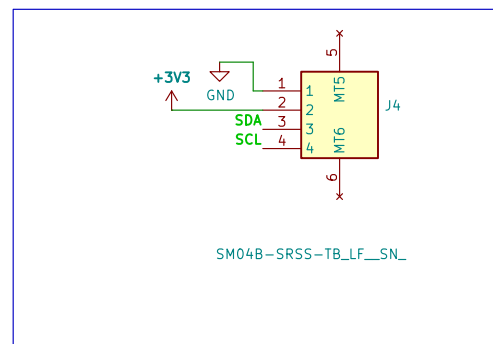 5
+3V3
GND
1 1
2 2
SDA 3 3
SCL 4 4
MT5
MT6
J4
6
SM04B-SRSS-TB_LF__SN_